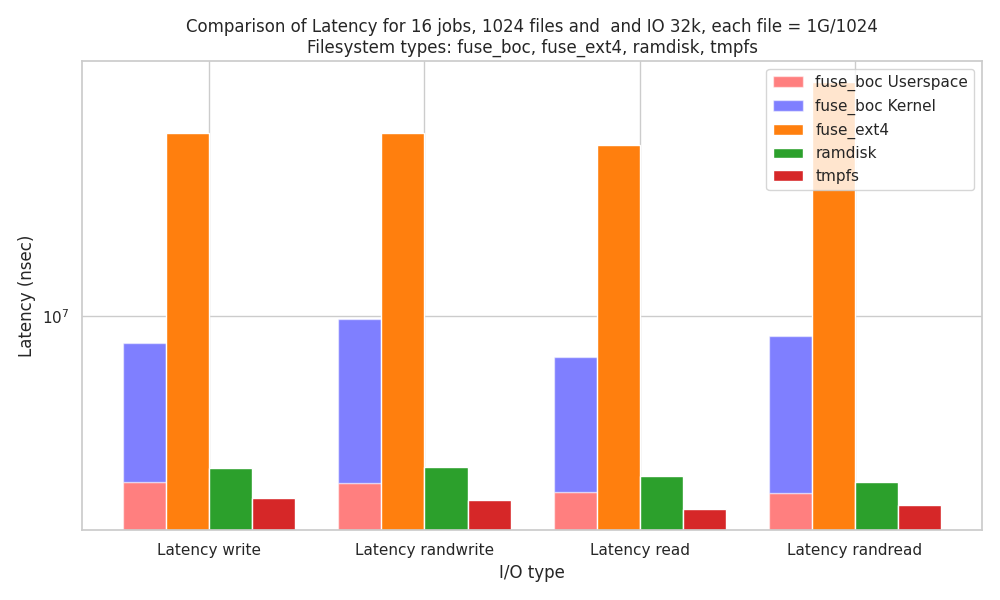 Comparison of Latency for 16 jobs, 1024 files and  and IO 32k, each file = 1G/1024
Filesystem types: fuse_boc, fuse_ext4, ramdisk, tmpfs
fuse_boc Userspace
fuse_boc Kernel
fuse_ext4
ramdisk
tmpfs
Latency (nsec)
10⁷
Latency write
Latency randwrite
Latency read
Latency randread
I/O type